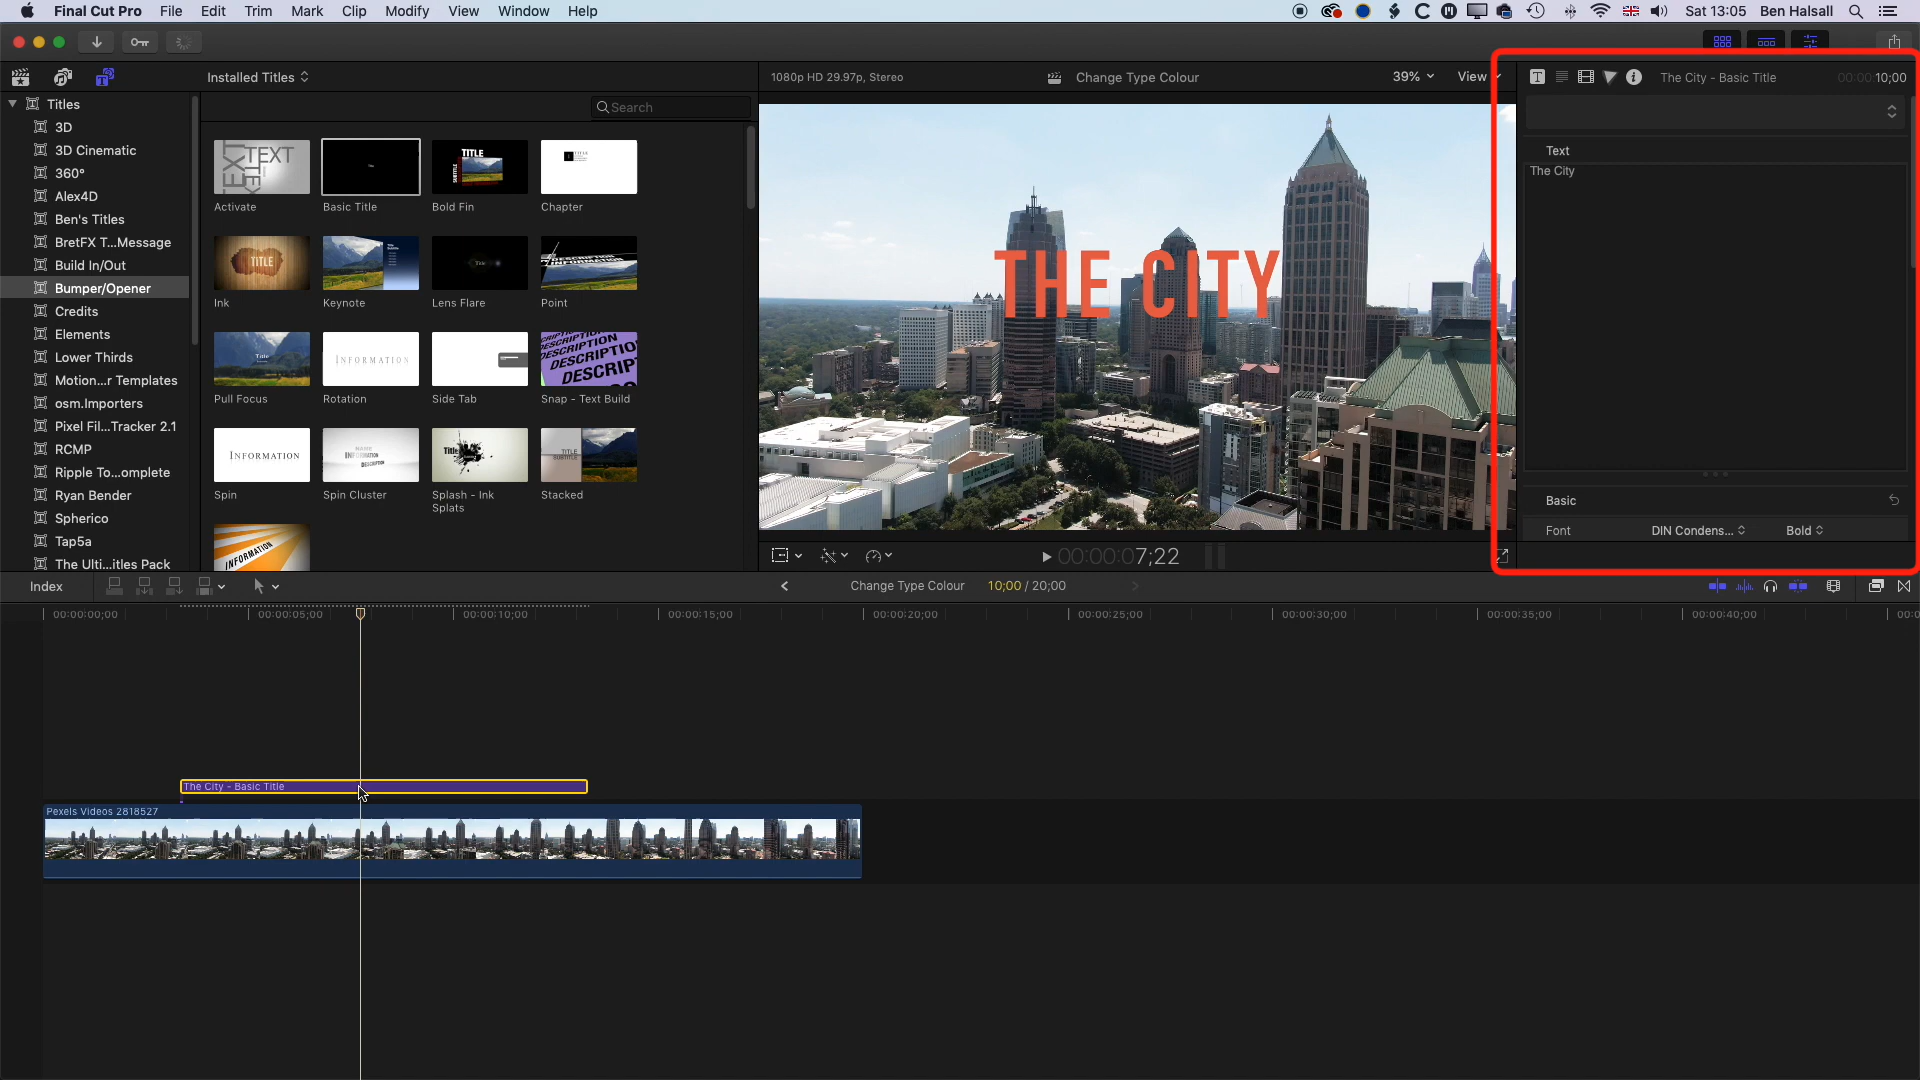 Final Cut Pro File Edit Trim Mark Clip Modify View Window Help Sat 13:05 Ben Halsall
Installed Titles
1080p HD 29.97p, Stereo Change Type Colour 39% View
The City - Basic Title 00:00:10;00
Titles
3D
3D Cinematic
360°
Alex4D
Ben's Titles
BretFX T...Message
Build In/Out
Bumper/Opener
Credits
Elements
Lower Thirds
Motion...r Templates
osm.Importers
Pixel Fil...Tracker 2.1
RCMP
Ripple To...omplete
Ryan Bender
Spherico
Tap5a
The Ulti...itles Pack
Search
TEXT
TITLE
Activate Basic Title Bold Fin Chapter
TITLE
Ink Keynote Lens Flare Point
INFORMATION
DESCRIPTION
Pull Focus Rotation Side Tab Snap - Text Build
INFORMATION
Title
Spin Spin Cluster Splash - Ink Splats Stacked
INFORMATION
THE CITY
00:00:07;22
Text
The City
Basic
Font DIN Condens... Bold
Index Change Type Colour 10;00 / 20;00
00:00:00;00 00:00:05;00 00:00:10;00 00:00:15;00 00:00:20;00 00:00:25;00 00:00:30;00 00:00:35;00 00:00:40;00
The City - Basic Title
Pexels Videos 2818527